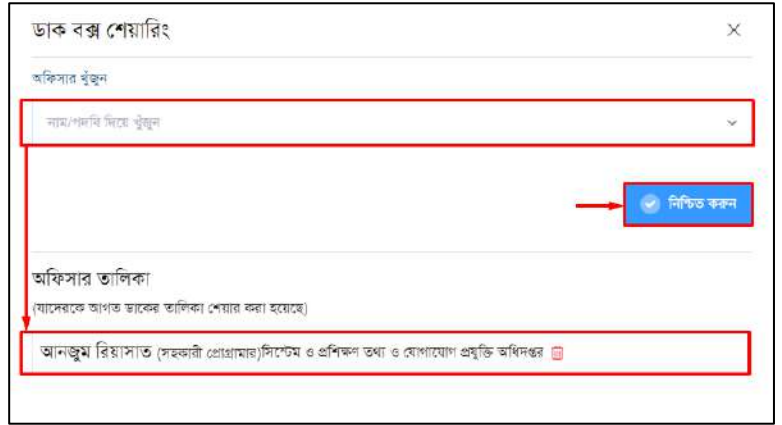 ডাক বক্স শেয়ারিং
অফিসার খুঁজুন
নাম/পদবি দিয়ে খুঁজুন
নিশ্চিত করুন
অফিসার তালিকা
(যাদেরকে আগত ডাকের তালিকা শেয়ার করা হয়েছে)
আনজুম রিয়াসাত (সহকারী প্রোগ্রামার)সিস্টেম ও প্রশিক্ষণ তথ্য ও যোগাযোগ প্রযুক্তি অধিদপ্তর